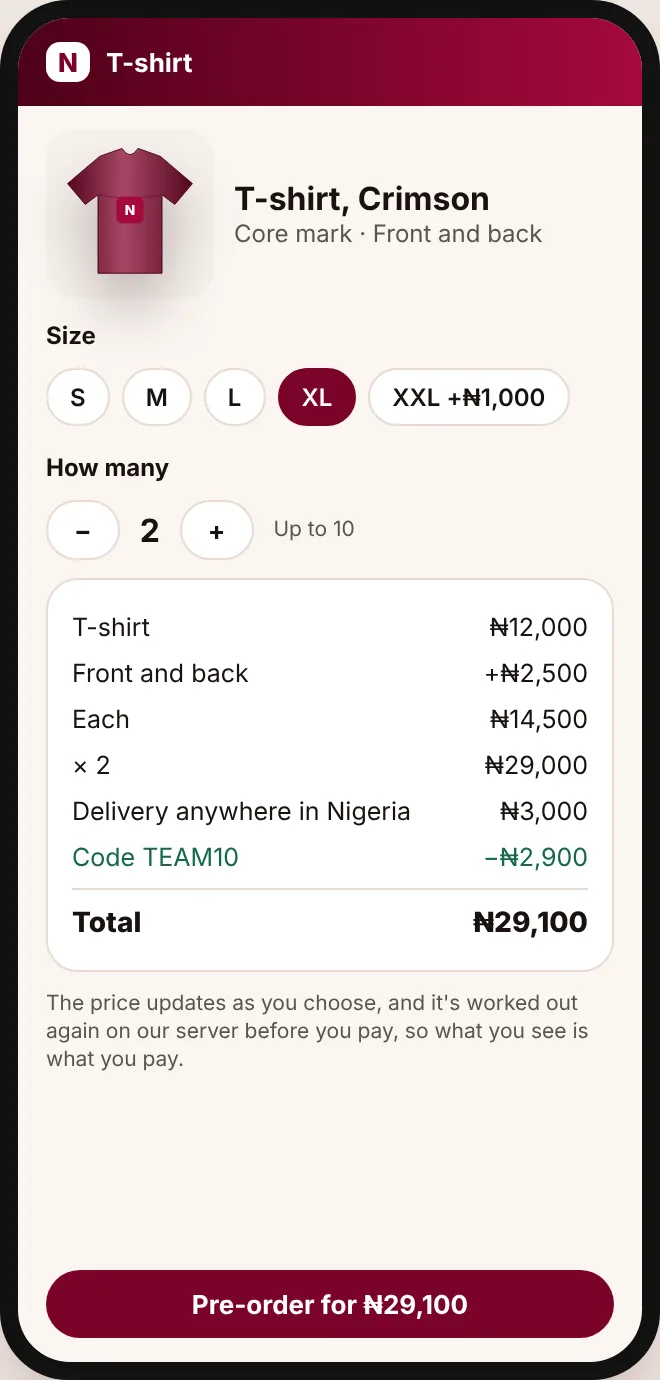 N T-shirt
N
T-shirt, Crimson
Core mark · Front and back
Size
S M L XL XXL +₦1,000
How many
− 2 + Up to 10
T-shirt ₦12,000
Front and back +₦2,500
Each ₦14,500
× 2 ₦29,000
Delivery anywhere in Nigeria ₦3,000
Code TEAM10 −₦2,900
Total ₦29,100
The price updates as you choose, and it's worked out
again on our server before you pay, so what you see is
what you pay.
Pre-order for ₦29,100